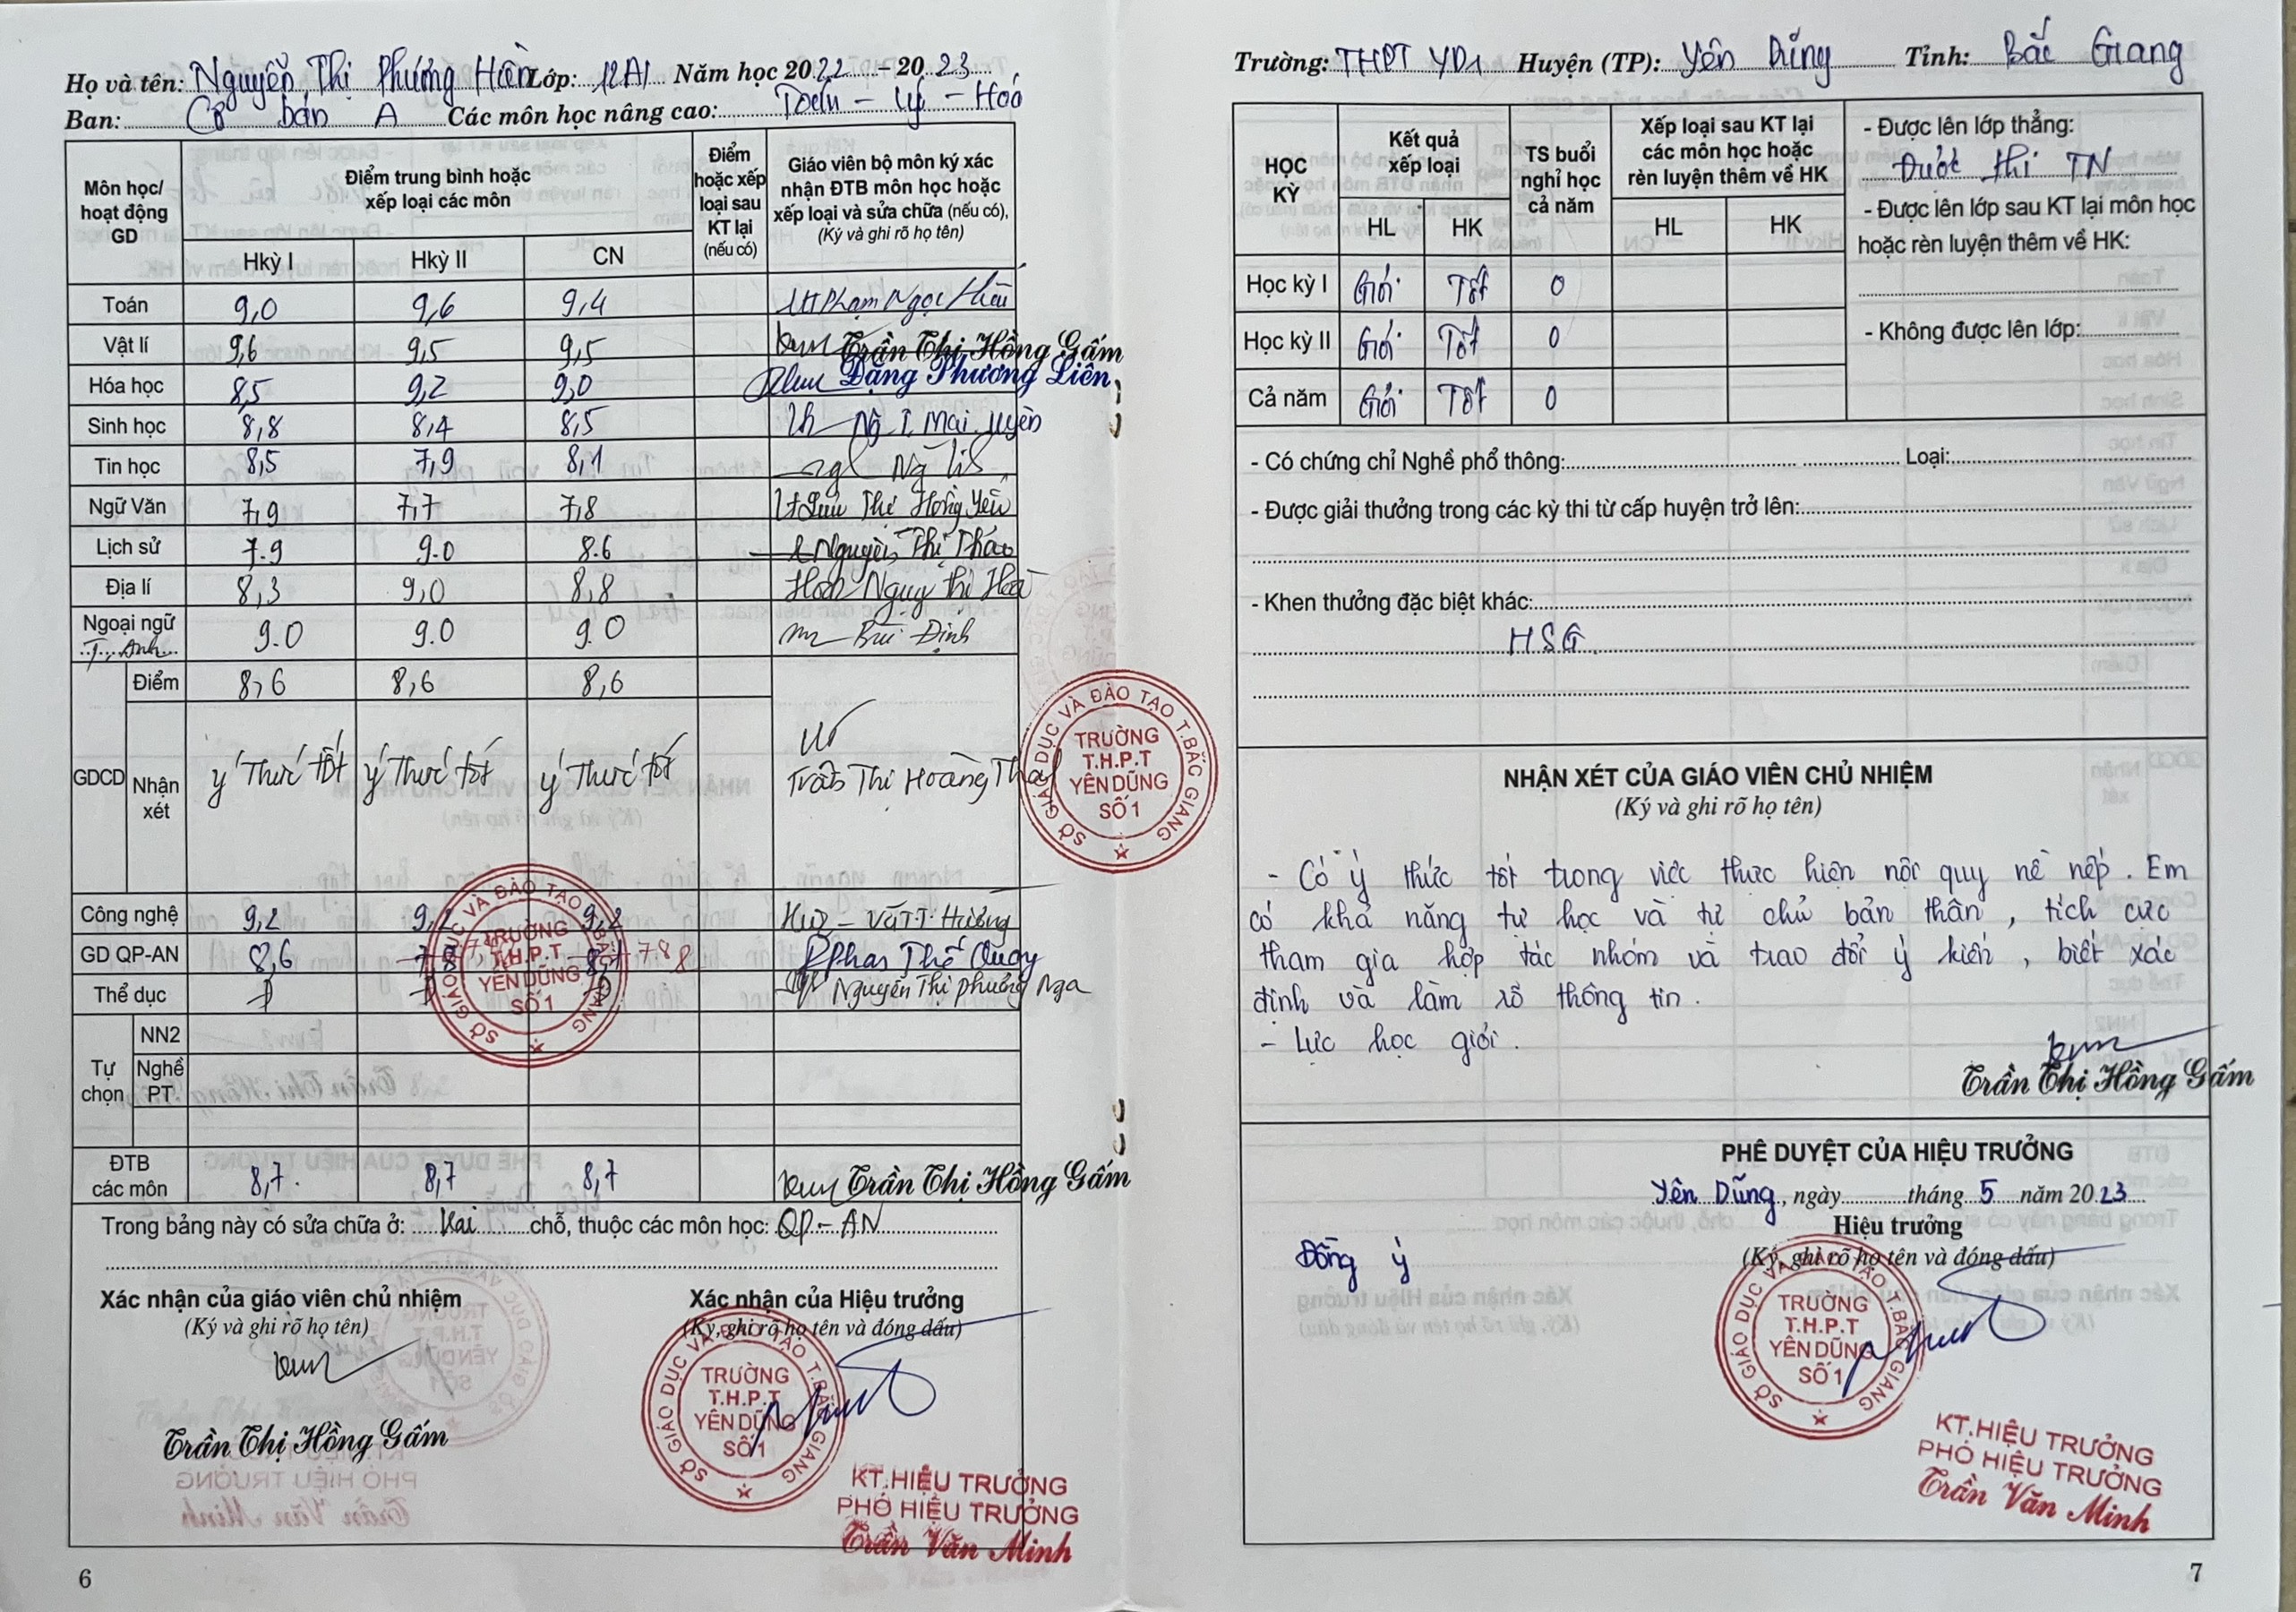 Họ và tên: Nguyễn Thị Phương Hiền Lớp: 12A1 Năm học 2022 - 2023
Ban: Cơ bản A Các môn học nâng cao: Toán - Lý - Hoá
Môn học/ hoạt động GD
Điểm trung bình hoặc xếp loại các môn
Hkỳ I Hkỳ II CN
Điểm hoặc xếp loại sau KT lại (nếu có)
Giáo viên bộ môn ký xác nhận ĐTB môn học hoặc xếp loại và sửa chữa (nếu có), (Ký và ghi rõ họ tên)
Toán 9,0 9,6 9,4 Phạm Ngọc
Vật lí 9,6 9,5 9,5 Trần Thị Hồng Gấm
Hóa học 8,5 9,2 9,0 Đặng Phương Liên
Sinh học 8,8 8,4 8,5 Ng T. Mai Uyên
Tin học 8,5 7,9 8,1
Ngữ Văn 7,9 7,7 7,8 Thị Hồng Yến
Lịch sử 7.9 9.0 8.6 Nguyễn Thị Thảo
Địa lí 8,3 9,0 8,8
Ngoại ngữ 9.0 9.0 9.0 Bùi Định
T. Anh
GDCD
Điểm 8,6 8,6 8,6
Nhận xét ý thức tốt ý thức tốt ý thức tốt Trần Thị Hoàng
Công nghệ 9,2 9,2 9,2
GD QP-AN 8,6 Phan Thế
Thể dục Đ Đ Đ Nguyễn Thị Phương Nga
Tự chọn
NN2
Nghề PT
ĐTB các môn 8,7. 8,7 8,7 Trần Thị Hồng Gấm
Trong bảng này có sửa chữa ở: Hai chỗ, thuộc các môn học: QP - AN
Xác nhận của giáo viên chủ nhiệm
(Ký và ghi rõ họ tên)
Trần Thị Hồng Gấm
Xác nhận của Hiệu trưởng
(Ký, ghi rõ họ tên và đóng dấu)
SỞ GIÁO DỤC VÀ ĐÀO TẠO T.BẮC GIANG
TRƯỜNG
T.H.P.T
YÊN DŨNG
SỐ 1
KT.HIỆU TRƯỞNG
PHÓ HIỆU TRƯỞNG
Trần Văn Minh
6
Trường: THPT YD1 Huyện (TP): Yên Dũng Tỉnh: Bắc Giang
HỌC KỲ
Kết quả xếp loại
HL HK
TS buổi nghỉ học cả năm
Xếp loại sau KT lại các môn học hoặc rèn luyện thêm về HK
HL HK
Học kỳ I Giỏi Tốt 0
Học kỳ II Giỏi Tốt 0
Cả năm Giỏi Tốt 0
- Được lên lớp thẳng:
Được thi TN
- Được lên lớp sau KT lại môn học
hoặc rèn luyện thêm về HK:
- Không được lên lớp:
- Có chứng chỉ Nghề phổ thông: Loại:
- Được giải thưởng trong các kỳ thi từ cấp huyện trở lên:
- Khen thưởng đặc biệt khác:
HSG.
NHẬN XÉT CỦA GIÁO VIÊN CHỦ NHIỆM
(Ký và ghi rõ họ tên)
- Có ý thức tốt trong việc thực hiện nội quy nề nếp. Em
có khả năng tự học và tự chủ bản thân, tích cực
tham gia hợp tác nhóm và trao đổi ý kiến, biết xác
định và làm rõ thông tin.
- Lực học giỏi.
Trần Thị Hồng Gấm
PHÊ DUYỆT CỦA HIỆU TRƯỞNG
Yên Dũng, ngày tháng 5 năm 2023
Hiệu trưởng
(Ký, ghi rõ họ tên và đóng dấu)
Đồng ý
SỞ GIÁO DỤC VÀ ĐÀO TẠO T.BẮC GIANG
TRƯỜNG
T.H.P.T
YÊN DŨNG
SỐ 1
KT.HIỆU TRƯỞNG
PHÓ HIỆU TRƯỞNG
Trần Văn Minh
7